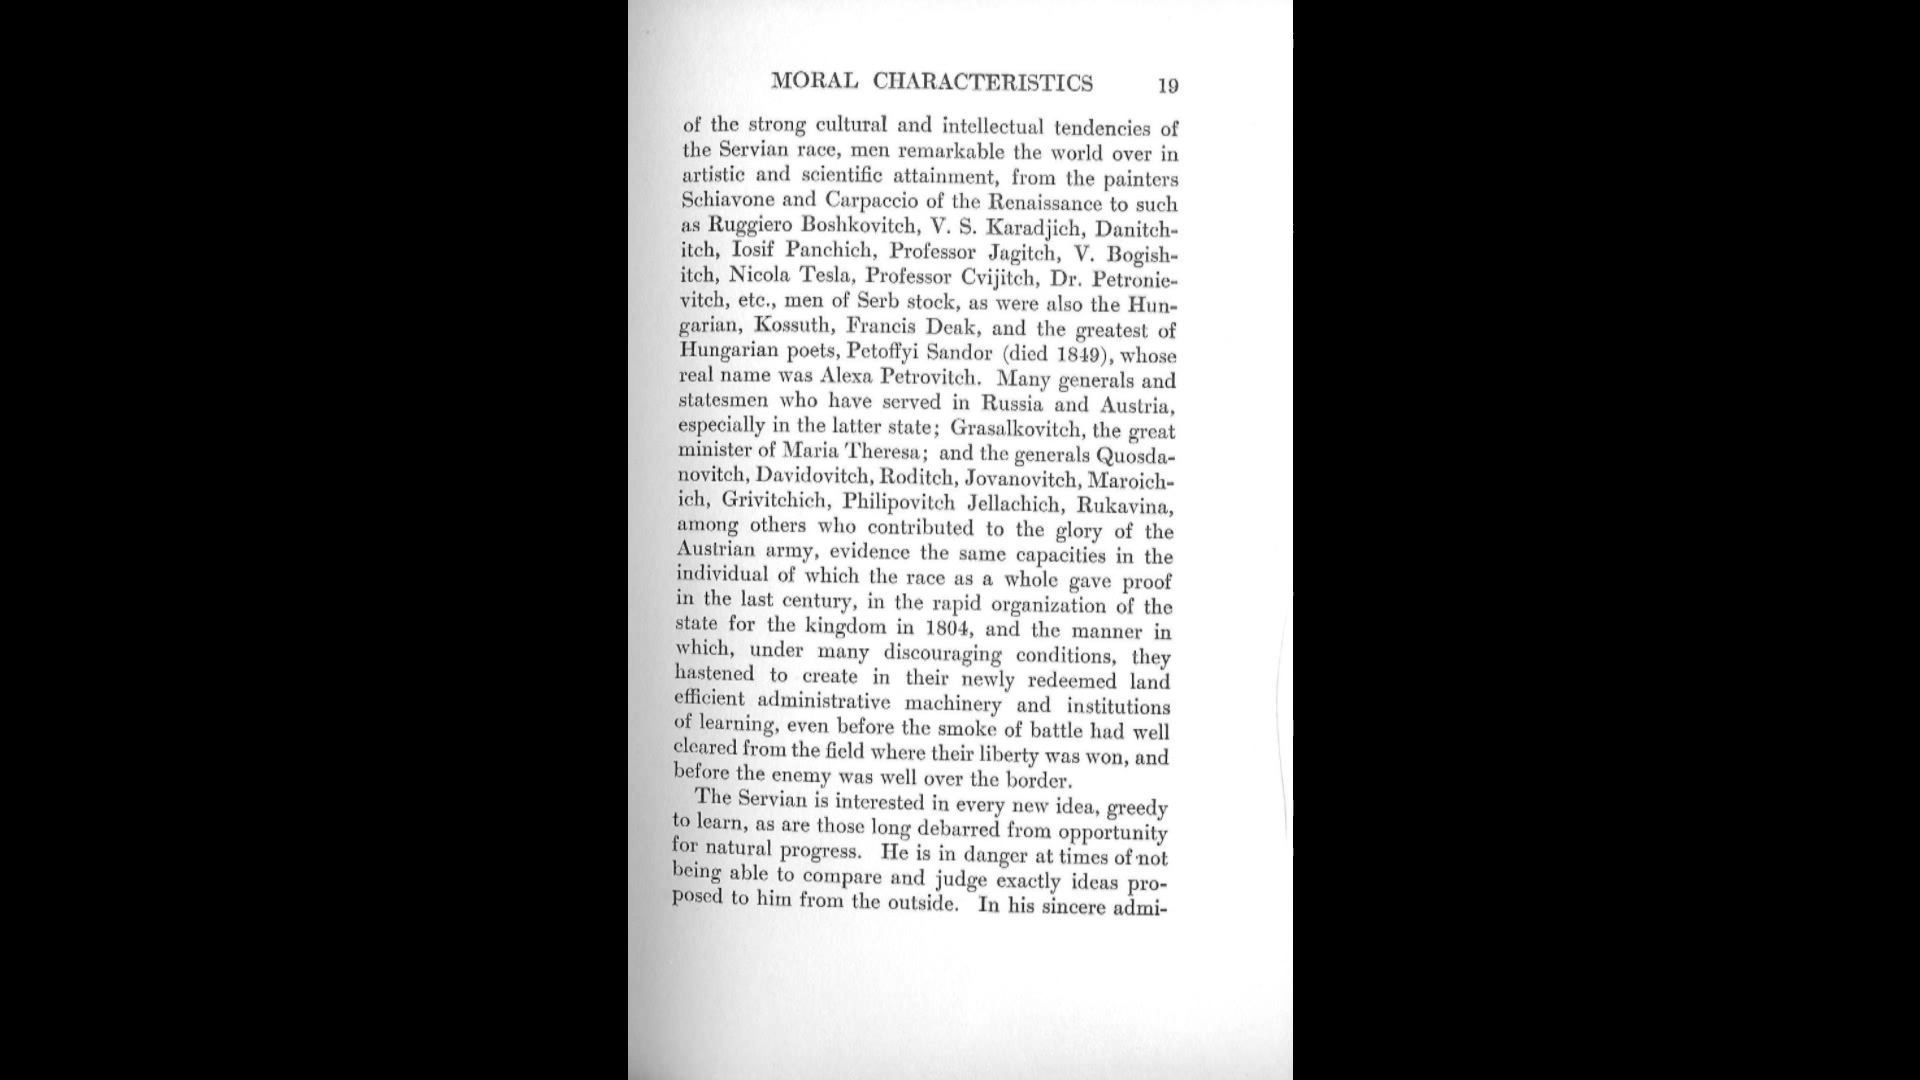 MORAL CHARACTERISTICS 19
of the strong cultural and intellectual tendencies of
the Servian race, men remarkable the world over in
artistic and scientific attainment, from the painters
Schiavone and Carpaccio of the Renaissance to such
as Ruggiero Boshkovitch, V. S. Karadjich, Danitch-
itch, Iosif Panchich, Professor Jagitch, V. Bogish-
itch, Nicola Tesla, Professor Cvijitch, Dr. Petronie-
vitch, etc., men of Serb stock, as were also the Hun-
garian, Kossuth, Francis Deak, and the greatest of
Hungarian poets, Petoffyi Sandor (died 1849), whose
real name was Alexa Petrovitch. Many generals and
statesmen who have served in Russia and Austria,
especially in the latter state; Grasalkovitch, the great
minister of Maria Theresa; and the generals Quosda-
novitch, Davidovitch, Roditch, Jovanovitch, Maroich-
ich, Grivitchich, Philipovitch Jellachich, Rukavina,
among others who contributed to the glory of the
Austrian army, evidence the same capacities in the
individual of which the race as a whole gave proof
in the last century, in the rapid organization of the
state for the kingdom in 1804, and the manner in
which, under many discouraging conditions, they
hastened to create in their newly redeemed land
efficient administrative machinery and institutions
of learning, even before the smoke of battle had well
cleared from the field where their liberty was won, and
before the enemy was well over the border.
The Servian is interested in every new idea, greedy
to learn, as are those long debarred from opportunity
for natural progress. He is in danger at times of not
being able to compare and judge exactly ideas pro-
posed to him from the outside. In his sincere admi-